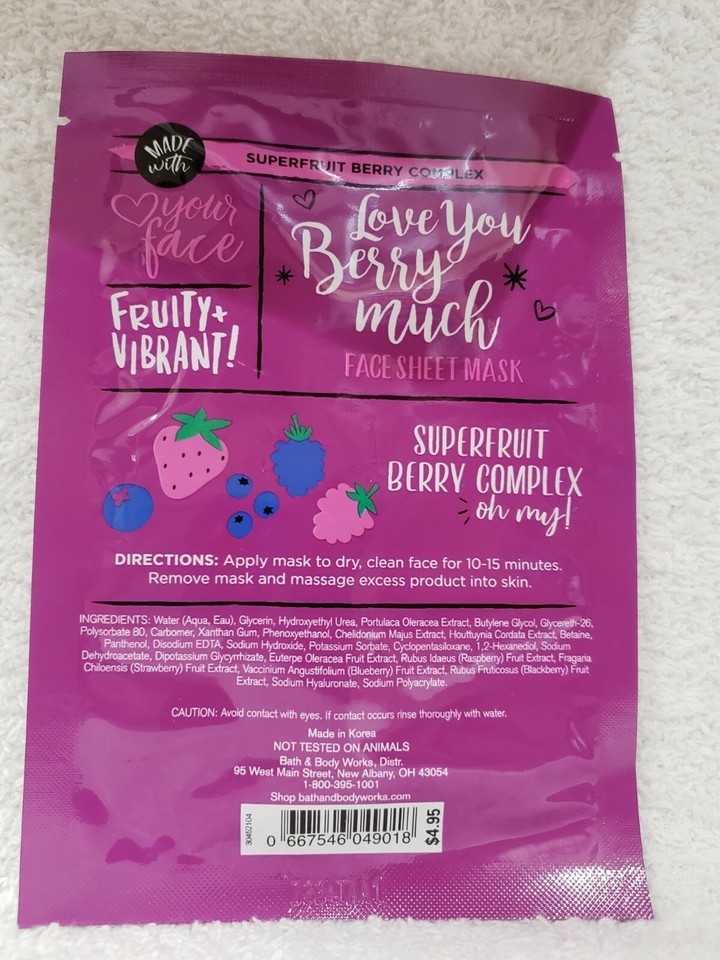 MADE
with
SUPERFRUIT BERRY COMPLEX
your
face
FRUITY+
VIBRANT!
Love You
Berry
much
FACE SHEET MASK
SUPERFRUIT
BERRY COMPLEX
oh my!
DIRECTIONS: Apply mask to dry, clean face for 10-15 minutes.
Remove mask and massage excess product into skin.
INGREDIENTS: Water (Aqua, Eau), Glycerin, Hydroxyethyl Urea, Portulaca Oleracea Extract, Butylene Glycol, Glycereth-26,
Polysorbate 80, Carbomer, Xanthan Gum, Phenoxyethanol, Chelidonium Majus Extract, Houttuynia Cordata Extract, Betaine,
Panthenol, Disodium EDTA, Sodium Hydroxide, Potassium Sorbate, Cyclopentasiloxane, 1,2-Hexanediol, Sodium
Dehydroacetate, Dipotassium Glycyrrhizate, Euterpe Oleracea Fruit Extract, Rubus Idaeus (Raspberry) Fruit Extract, Fragaria
Chiloensis (Strawberry) Fruit Extract, Vaccinium Angustifolium (Blueberry) Fruit Extract, Rubus Fruticosus (Blackberry) Fruit
Extract, Sodium Hyaluronate, Sodium Polyacrylate.
CAUTION: Avoid contact with eyes. If contact occurs rinse thoroughly with water.
Made in Korea
NOT TESTED ON ANIMALS
Bath & Body Works, Distr.
95 West Main Street, New Albany, OH 43054
1-800-395-1001
Shop bathandbodyworks.com
30452104
0 667546 049018
$4.95